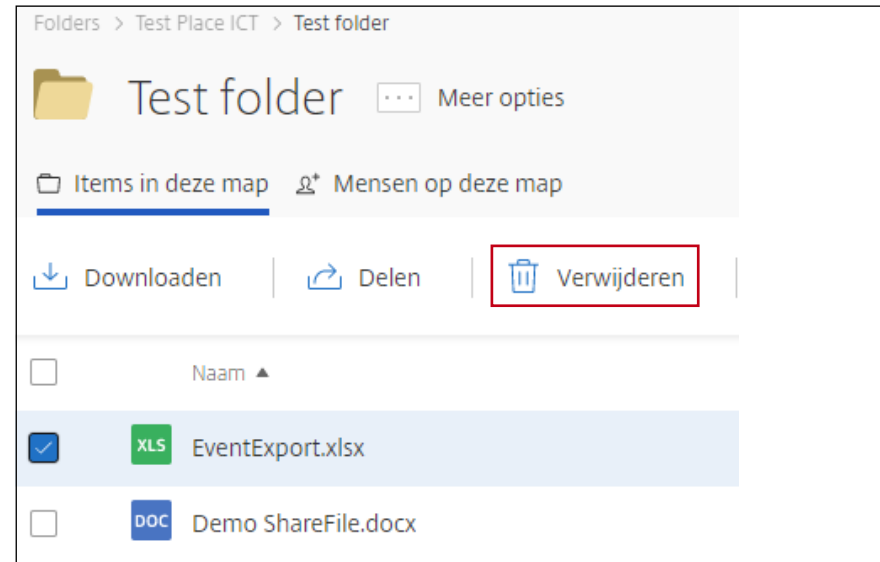 Folders > Test Place ICT > Test folder
Test folder ··· Meer opties
Items in deze map Mensen op deze map
Downloaden Delen Verwijderen
Naam ▲
XLS EventExport.xlsx
DOC Demo ShareFile.docx